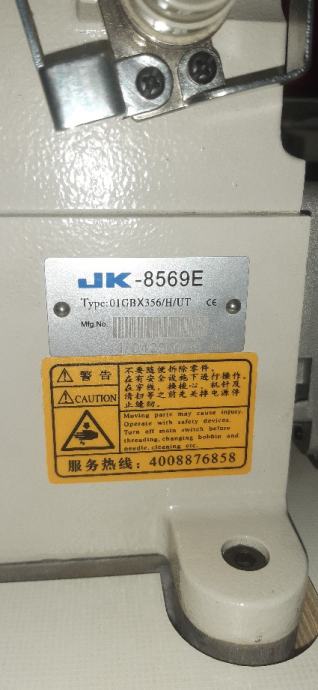 JK-8569E
Type:01GBX356/H/UT CE
Mfg.No.
警告
CAUTION
不要随便拆除零件,
在有安全设施下进行操作,
在穿线、换梭心、机针及
清扫等之前先关掉电源停
止缝纫。
Moving parts may cause injury.
Operate with safety devices.
Turn off main switch before
threading,changing bobbin and
needle,cleaning etc.
服务热线：4008876858